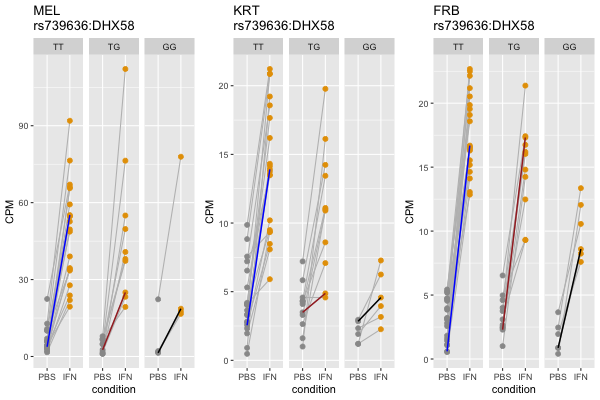 MEL
rs739636:DHX58
TT TG GG
CPM
90
60
30
0
PBS IFN PBS IFN PBS IFN
condition
KRT
rs739636:DHX58
TT TG GG
CPM
20
15
10
5
0
PBS IFN PBS IFN PBS IFN
condition
FRB
rs739636:DHX58
TT TG GG
CPM
20
15
10
5
0
PBS IFN PBS IFN PBS IFN
condition